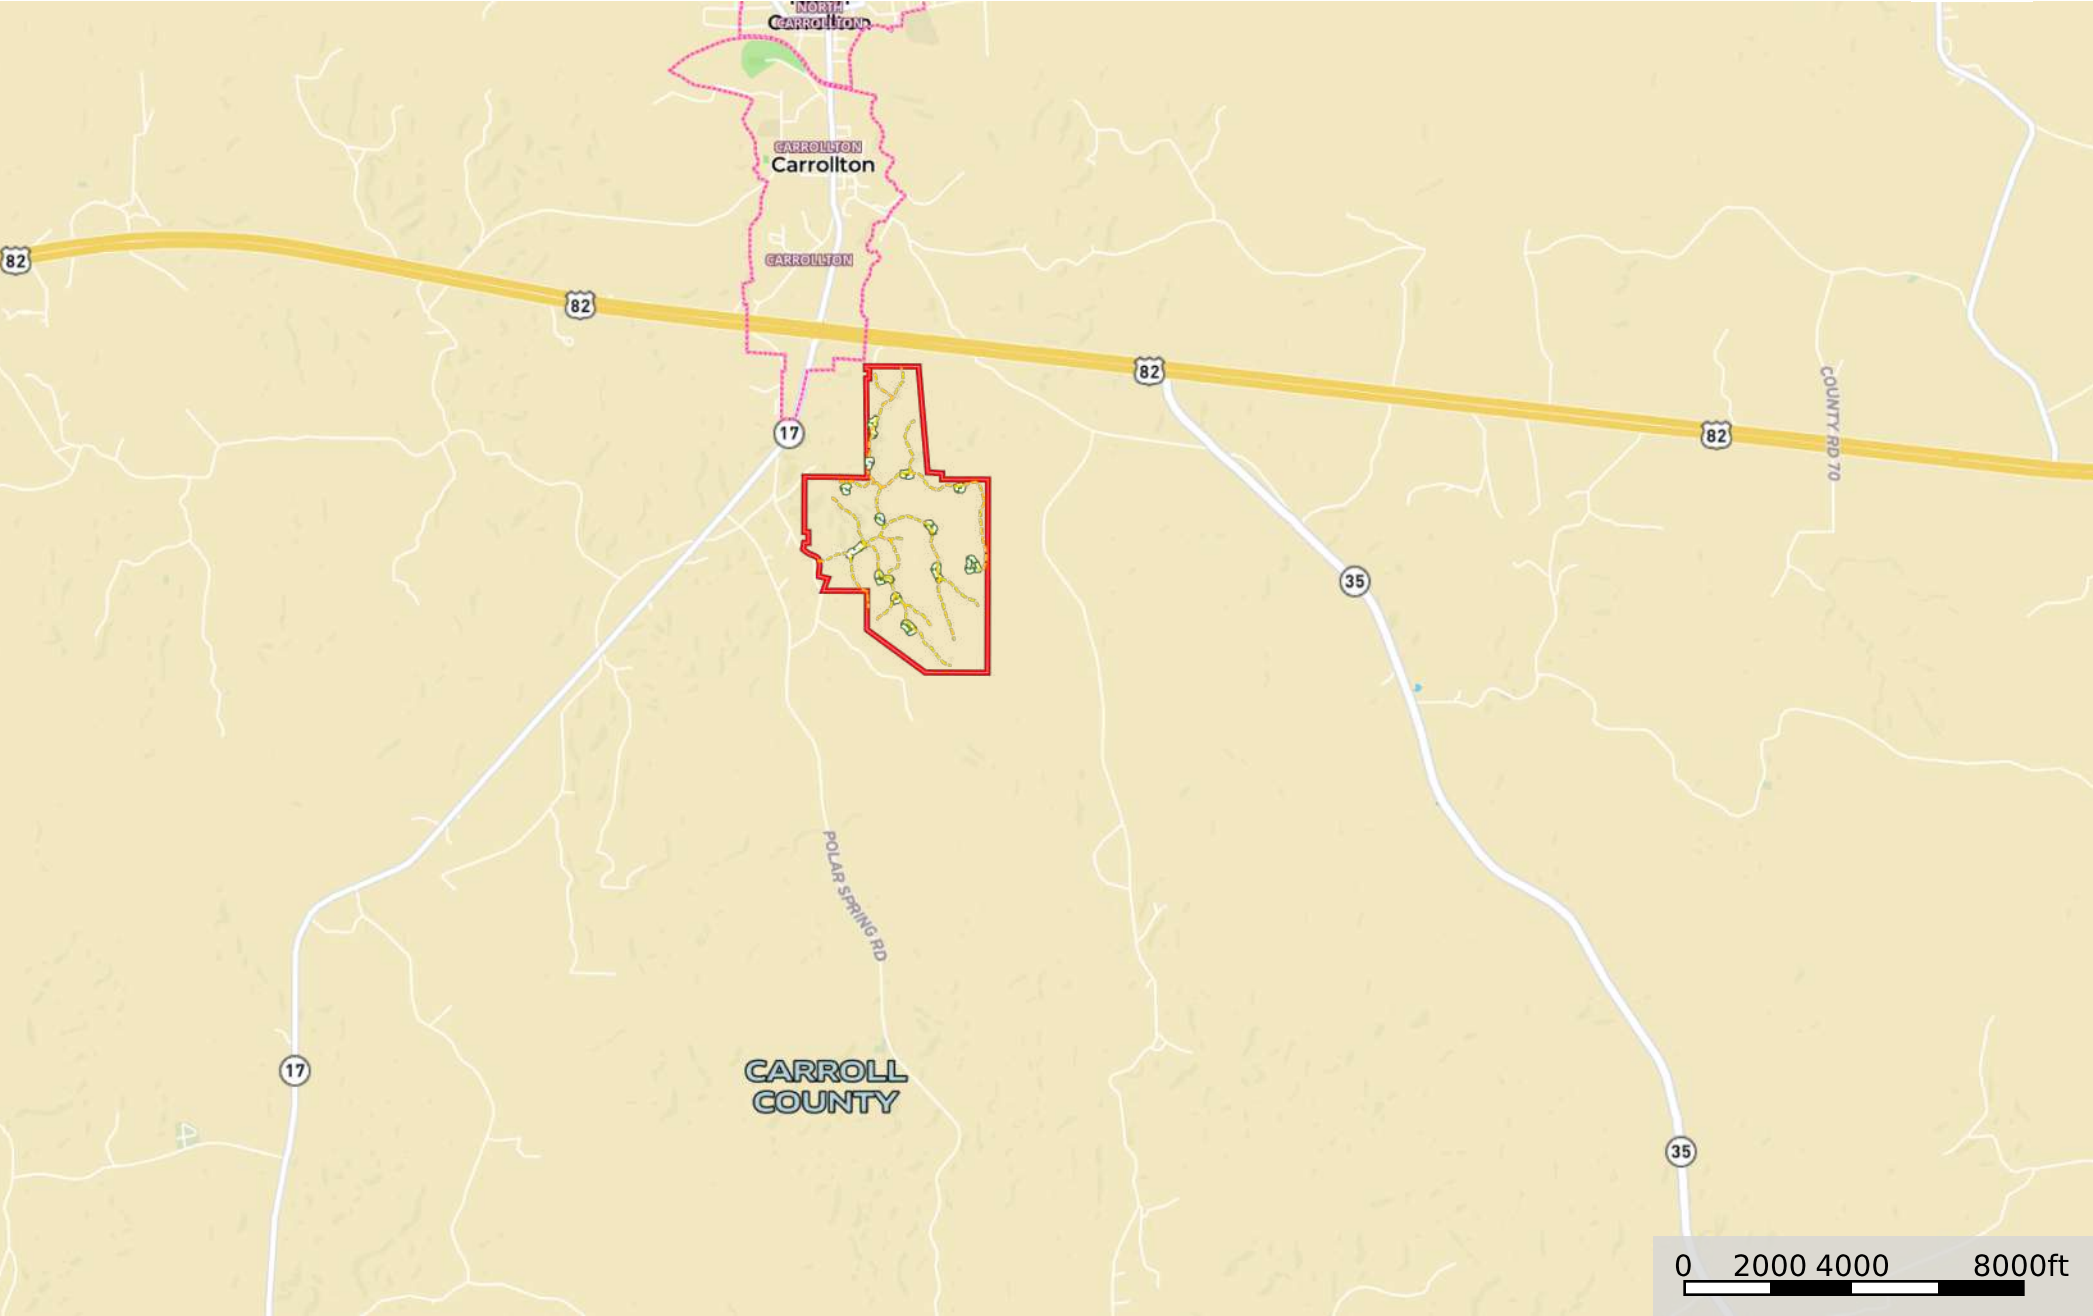 NORTH
CARROLLTON
CARROLLTON
Carrollton
CARROLLTON
82
82
82
82
17
COUNTY RD 70
35
POLAR SPRING RD
17
CARROLL
COUNTY
35
0 2000 4000 8000ft